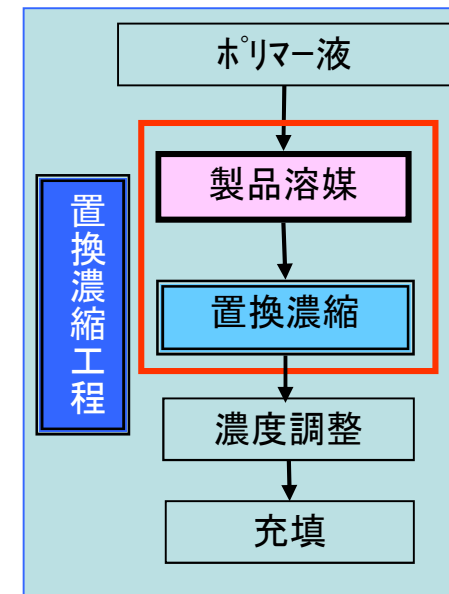 ﾎﾟﾘﾏｰ液
製品溶媒
置換濃縮工程
置換濃縮
濃度調整
充填